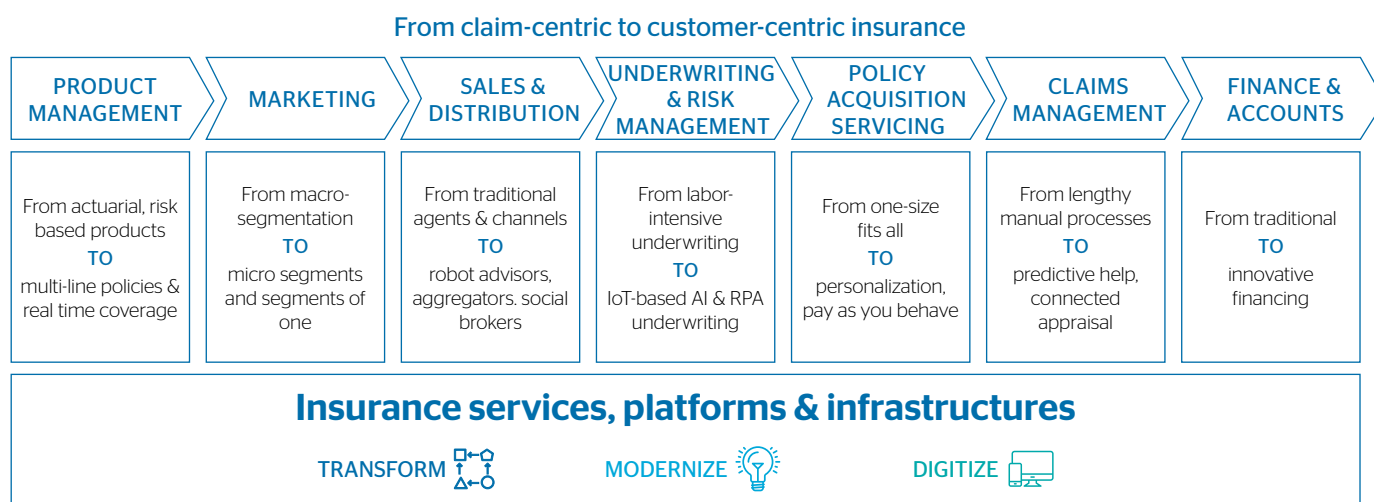 From claim-centric to customer-centric insurance
PRODUCT
MANAGEMENT
MARKETING
SALES &
DISTRIBUTION
UNDERWRITING
& RISK
MANAGEMENT
POLICY
ACQUISITION
SERVICING
CLAIMS
MANAGEMENT
FINANCE &
ACCOUNTS
From actuarial, risk
based products
TO
multi-line policies &
real time coverage
From macro-
segmentation
TO
micro segments
and segments of
one
From traditional
agents & channels
TO
robot advisors,
aggregators. social
brokers
From labor-
intensive
underwriting
TO
IoT-based AI & RPA
underwriting
From one-size
fits all
TO
personalization,
pay as you behave
From lengthy
manual processes
TO
predictive help,
connected
appraisal
From traditional
TO
innovative
financing
Insurance services, platforms & infrastructures
TRANSFORM
MODERNIZE
DIGITIZE